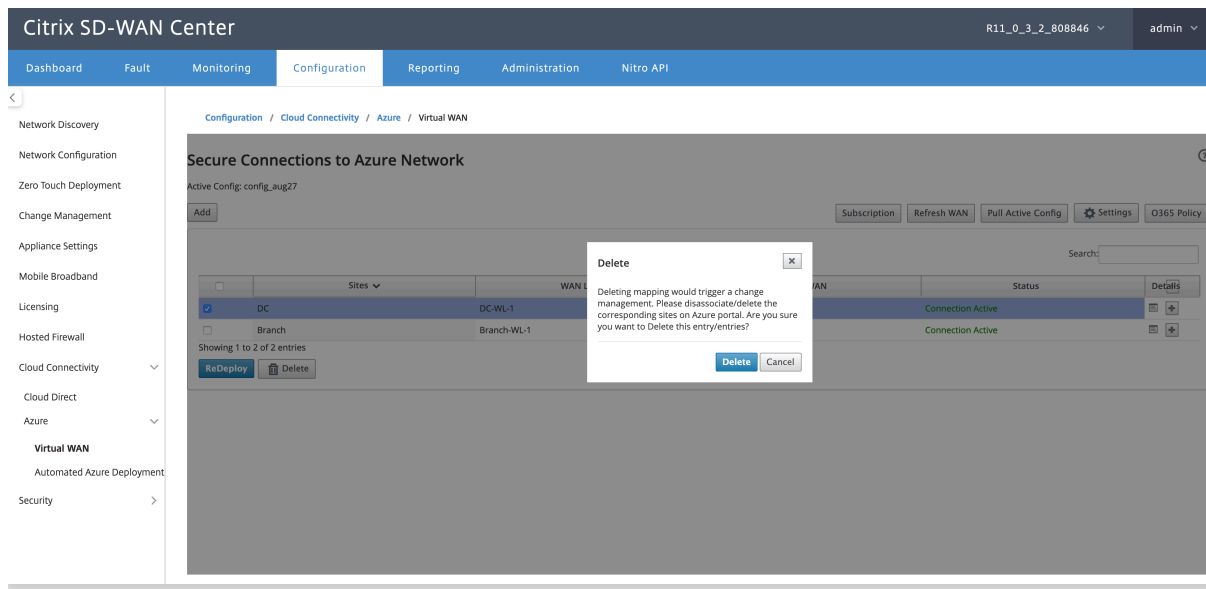 Citrix SD-WAN Center
R11_0_3_2_808846
admin
Dashboard
Fault
Monitoring
Configuration
Reporting
Administration
Nitro API
Network Discovery
Network Configuration
Zero Touch Deployment
Change Management
Appliance Settings
Mobile Broadband
Licensing
Hosted Firewall
Cloud Connectivity
Cloud Direct
Azure
Virtual WAN
Automated Azure Deployment
Security
Configuration / Cloud Connectivity / Azure / Virtual WAN
Secure Connections to Azure Network
Active Config: config_aug27
Add
Subscription
Refresh WAN
Pull Active Config
Settings
O365 Policy
Search:
Sites
WAN L
AN
Status
Details
DC
DC-WL-1
Connection Active
Branch
Branch-WL-1
Connection Active
Showing 1 to 2 of 2 entries
ReDeploy
Delete
Delete
Deleting mapping would trigger a change
management. Please disassociate/delete the
corresponding sites on Azure portal. Are you sure
you want to Delete this entry/entries?
Delete
Cancel